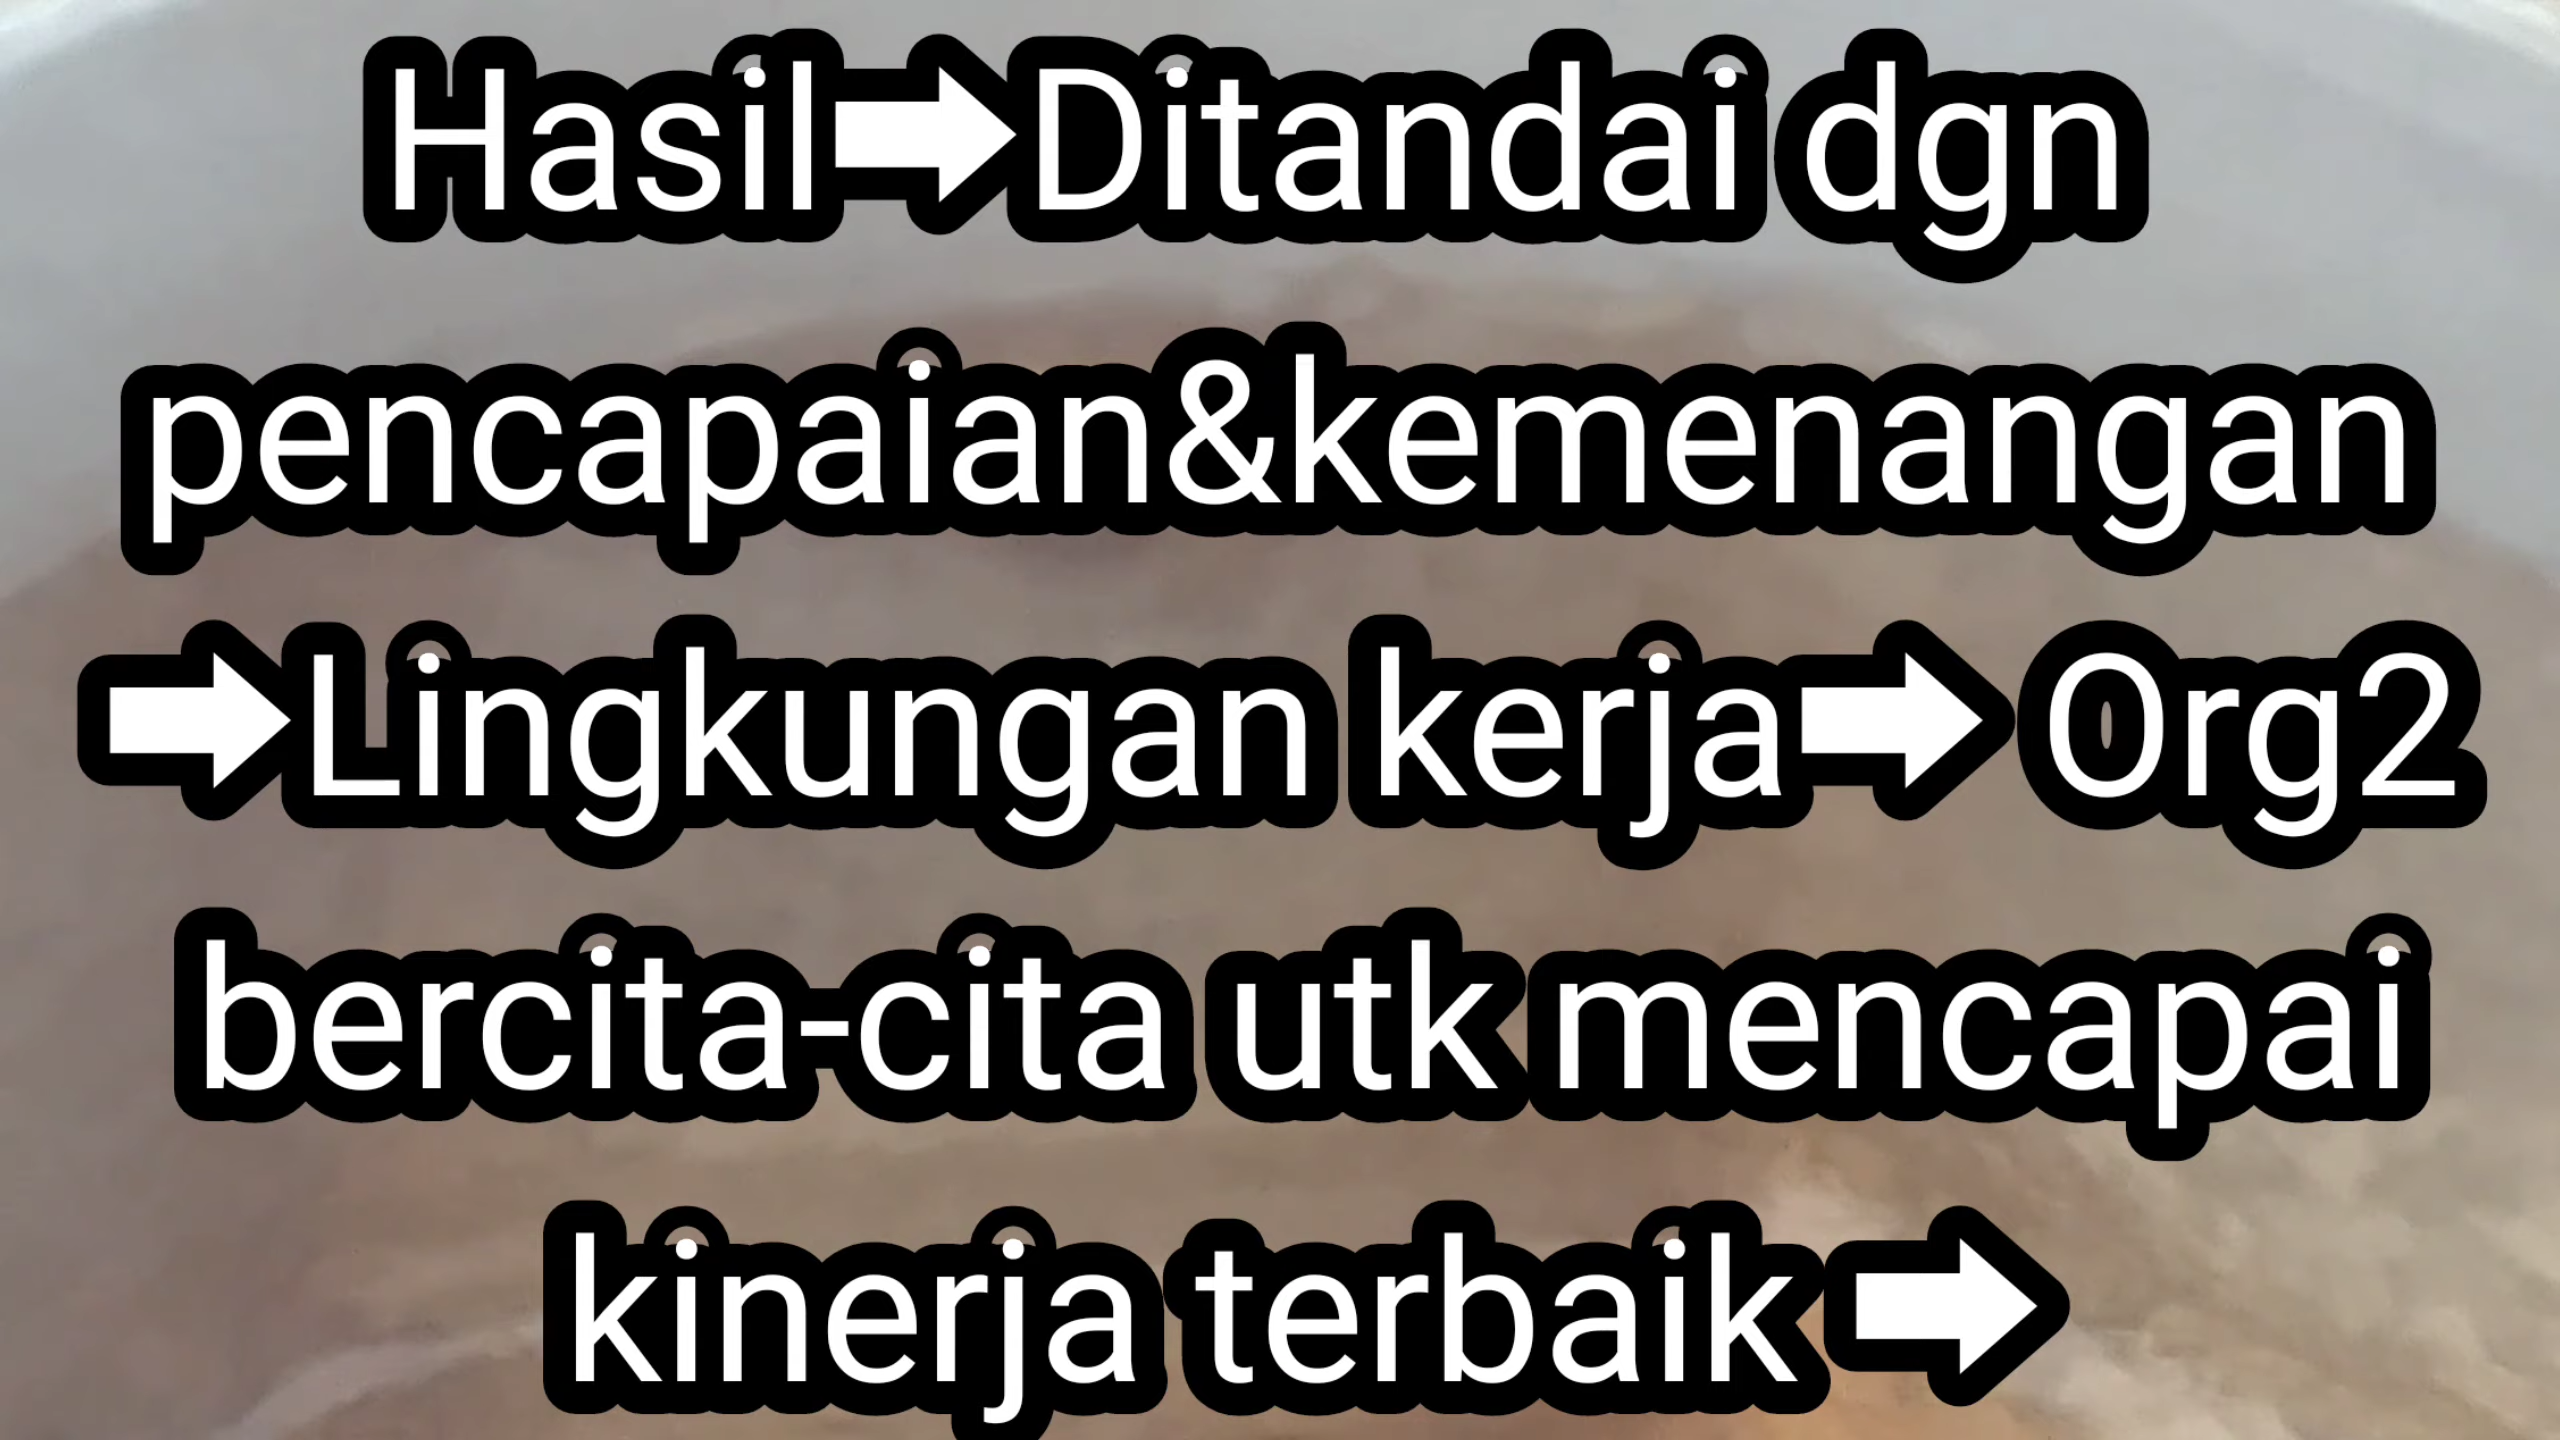 Hasil➡Ditandai dgn
pencapaian&kemenangan
➡Lingkungan kerja➡ Org2
bercita-cita utk mencapai
kinerja terbaik ➡